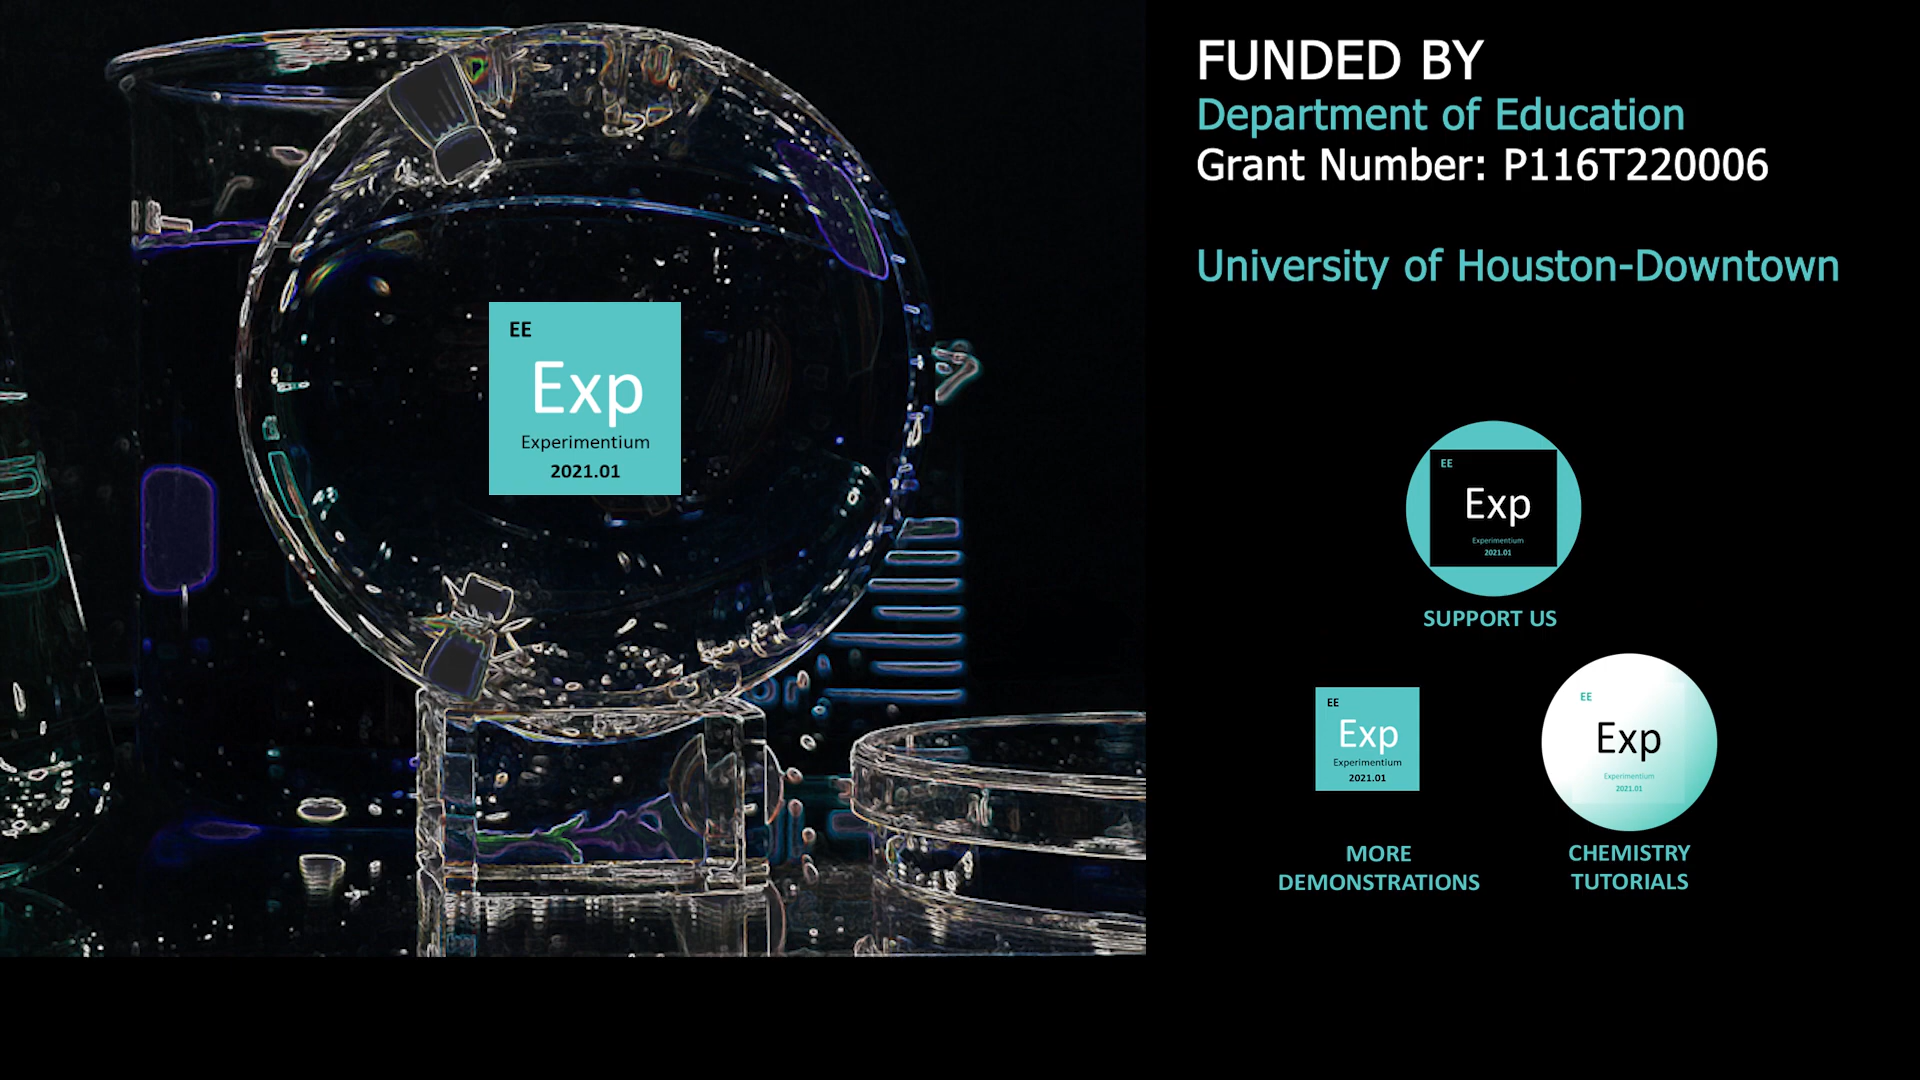 FUNDED BY
Department of Education
Grant Number: P116T220006
University of Houston-Downtown
EE
Exp
Experimentium
2021.01
EE
Exp
Experimentium
2021.01
SUPPORT US
EE
Exp
Experimentium
2021.01
MORE
DEMONSTRATIONS
EE
Exp
Experimentium
2021.01
CHEMISTRY
TUTORIALS